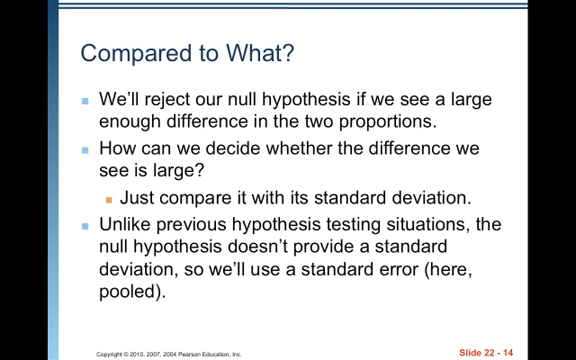 Compared to What?
We'll reject our null hypothesis if we see a large
enough difference in the two proportions.
How can we decide whether the difference we
see is large?
Just compare it with its standard deviation.
Unlike previous hypothesis testing situations, the
null hypothesis doesn't provide a standard
deviation, so we'll use a standard error (here,
pooled).
Copyright © 2010, 2007, 2004 Pearson Education, Inc.
Slide 22 - 14